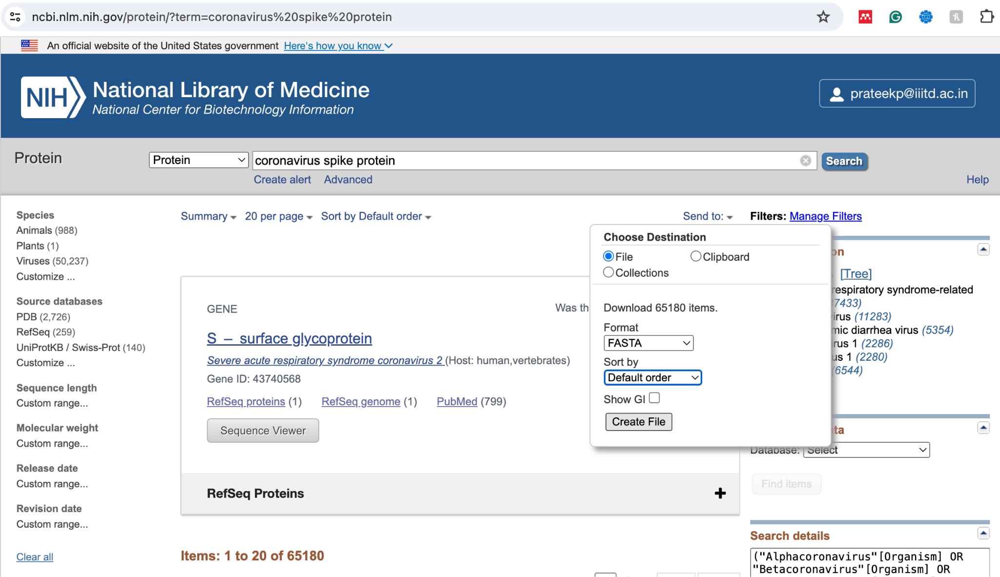 ncbi.nlm.nih.gov/protein/?term=coronavirus%20spike%20protein
An official website of the United States government Here's how you know
NIH National Library of Medicine
National Center for Biotechnology Information
prateekp@iiitd.ac.in
Protein
Protein
coronavirus spike protein
Search
Create alert Advanced
Help
Species
Animals (988)
Plants (1)
Viruses (50,237)
Customize ...
Source databases
PDB (2,726)
RefSeq (259)
UniProtKB / Swiss-Prot (140)
Customize ...
Sequence length
Custom range...
Molecular weight
Custom range...
Release date
Custom range...
Revision date
Custom range...
Clear all
Summary 20 per page Sort by Default order
Send to:
GENE
Was th
S – surface glycoprotein
Severe acute respiratory syndrome coronavirus 2 (Host: human,vertebrates)
Gene ID: 43740568
RefSeq proteins (1) RefSeq genome (1) PubMed (799)
Sequence Viewer
RefSeq Proteins
Items: 1 to 20 of 65180
Choose Destination
File Clipboard
Collections
Download 65180 items.
Format
FASTA
Sort by
Default order
Show GI
Create File
Filters: Manage Filters
on
[Tree]
respiratory syndrome-related
7433)
irus (11283)
mic diarrhea virus (5354)
rus 1 (2286)
us 1 (2280)
(6544)
ta
Database: Select
Find items
Search details
("Alphacoronavirus"[Organism] OR
"Betacoronavirus"[Organism] OR